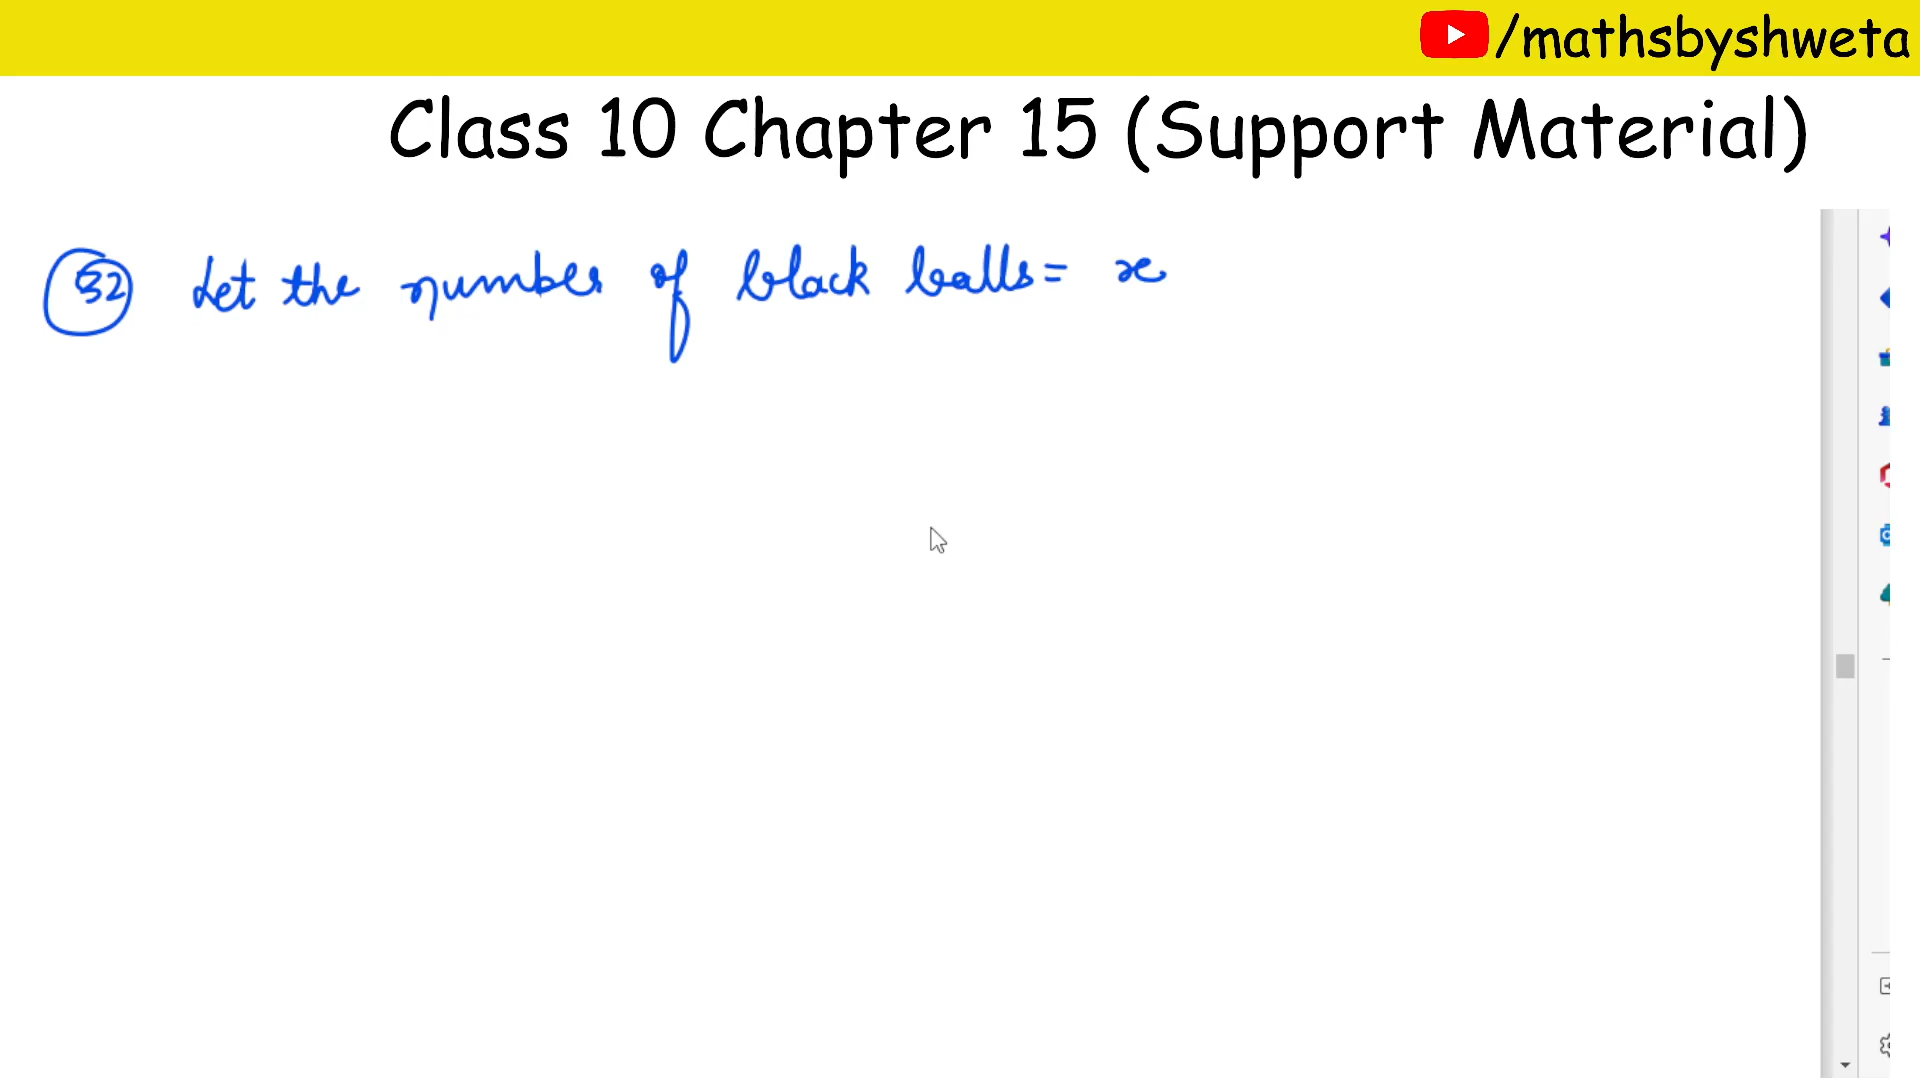 /mathsbyshweta
Class 10 Chapter 15 (Support Material)
32 Let the number of black balls = x